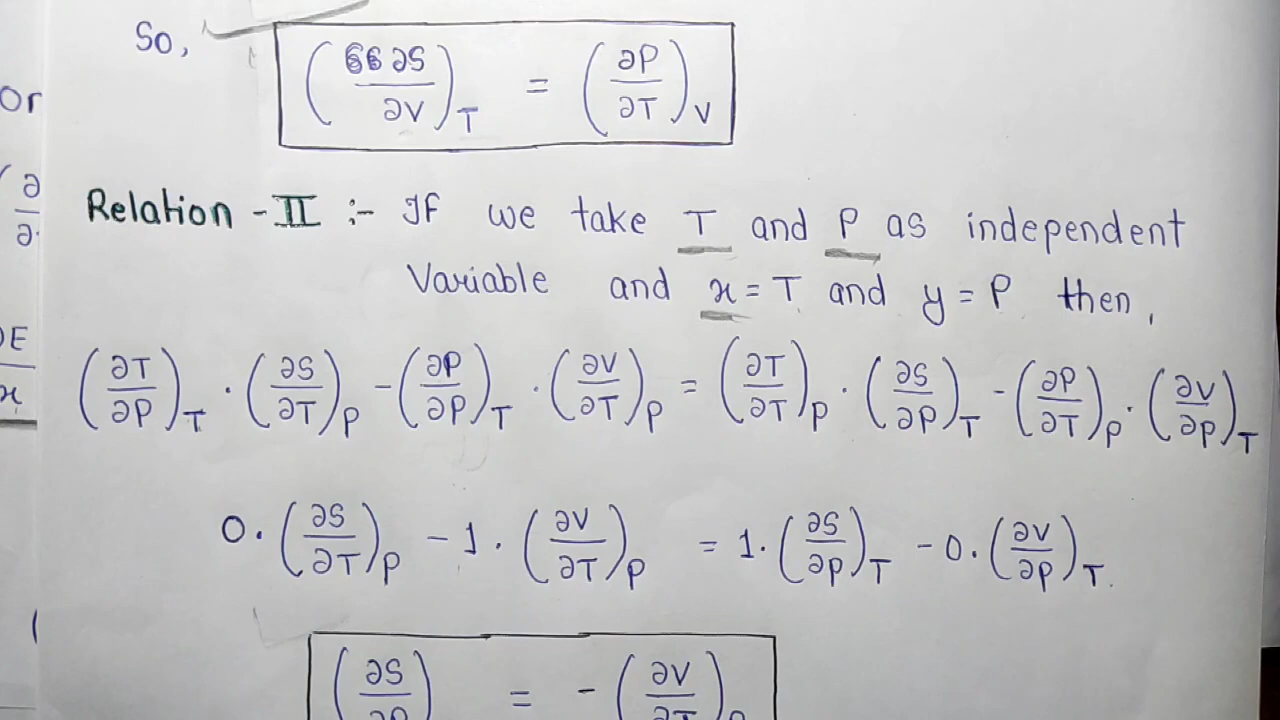 So,
(∂S/∂V)_T = (∂P/∂T)_V
or
Relation - II :- If we take T and P as independent
Variable and x = T and y = P then,
(∂T/∂P)_T · (∂S/∂T)_P - (∂P/∂P)_T · (∂V/∂T)_P = (∂T/∂T)_P · (∂S/∂P)_T - (∂P/∂T)_P · (∂V/∂P)_T
0 · (∂S/∂T)_P - 1 · (∂V/∂T)_P = 1 · (∂S/∂P)_T - 0 · (∂V/∂P)_T
(∂S/∂P) = - (∂V/∂T)_P